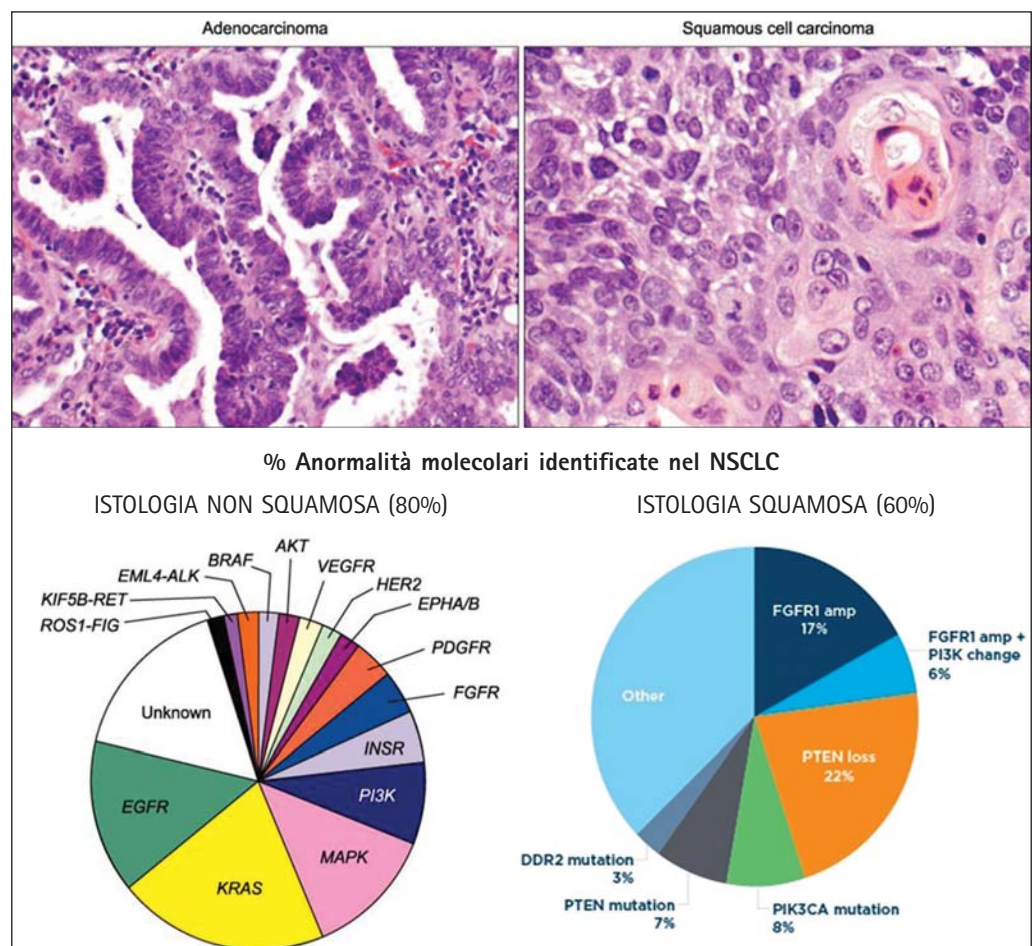 Adenocarcinoma
Squamous cell carcinoma
% Anormalità molecolari identificate nel NSCLC
ISTOLOGIA NON SQUAMOSA (80%)
ISTOLOGIA SQUAMOSA (60%)
AKT
BRAF
VEGFR
EML4-ALK
HER2
KIF5B-RET
EPHA/B
ROS1-FIG
PDGFR
FGFR
Unknown
INSR
EGFR
PI3K
MAPK
KRAS
FGFR1 amp
17%
FGFR1 amp +
PI3K change
6%
Other
PTEN loss
22%
DDR2 mutation
3%
PTEN mutation
7%
PIK3CA mutation
8%